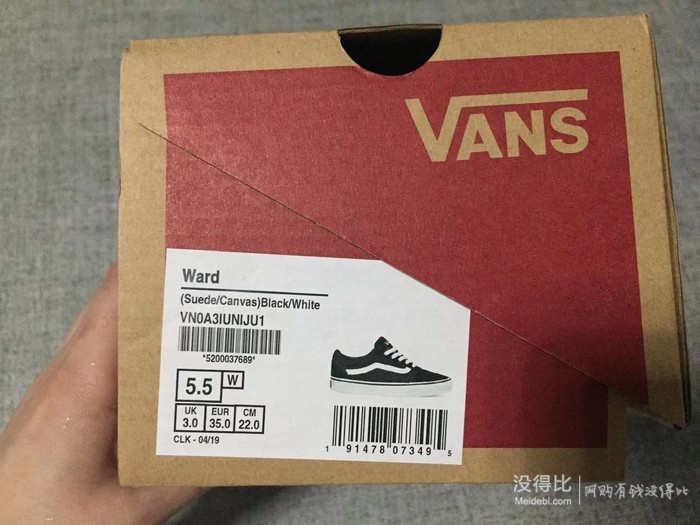 VANS
Ward
(Suede/Canvas)Black/White
VN0A3IUNIJU1
*5200037689*
5.5 W
UK EUR CM
3.0 35.0 22.0
CLK - 04/19
1 91478 07349 5
没得比 网购有钱没得比
Meidebi.com